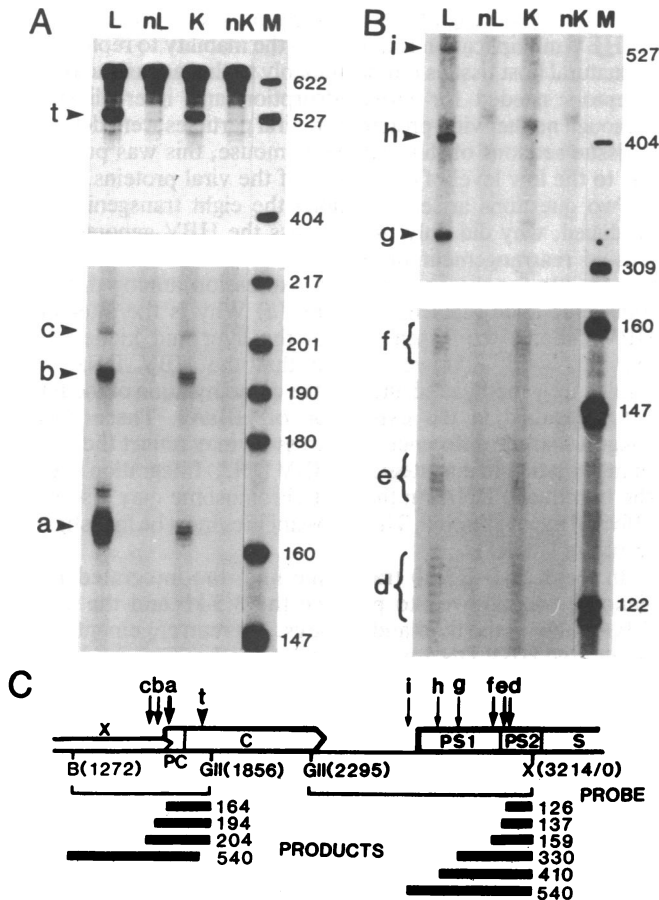 A L nL K nK M
t
622
527
404
c
b
a
217
201
190
180
160
147
B L nL K nK M
i
h
g
527
404
309
f
e
d
160
147
122
C
cba t i h g fed
X C PS1 PS2 S
PC
B(1272) GII(1856) GII(2295) X(3214/0)
PROBE
164 126
194 137
204 159
540 PRODUCTS 330
410
540